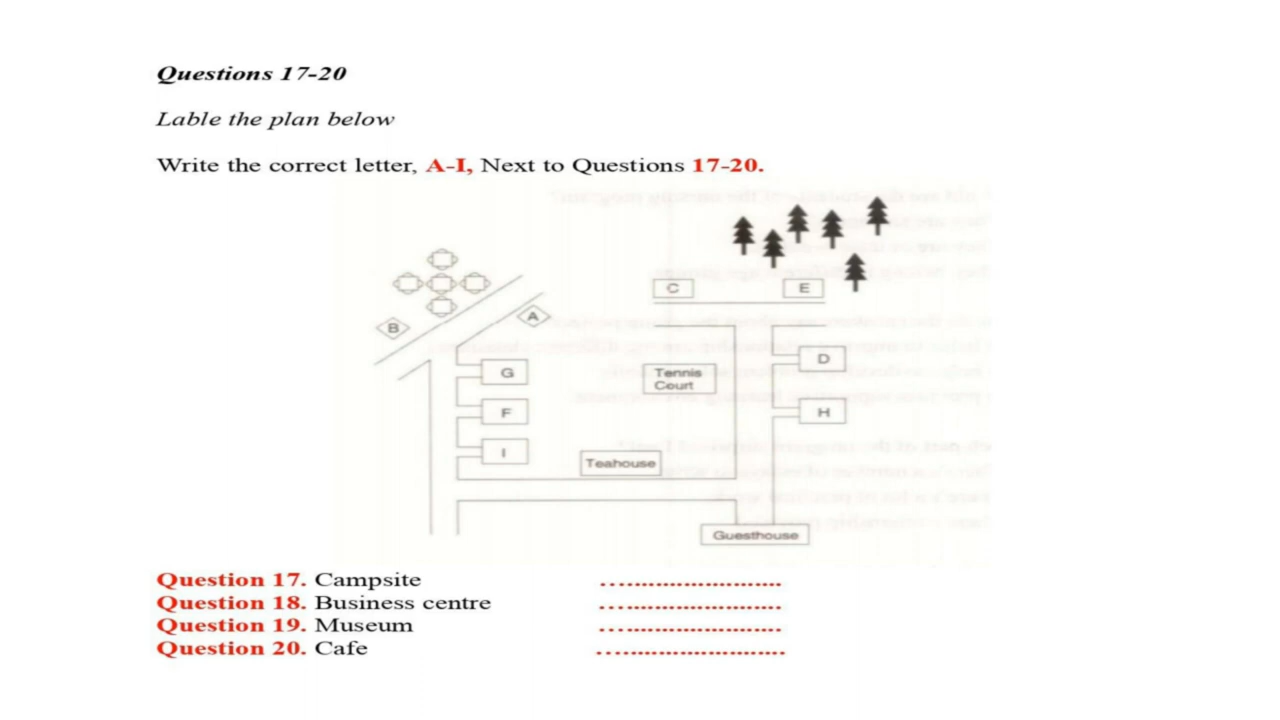 Questions 17-20
Lable the plan below
Write the correct letter, A-I, Next to Questions 17-20.
C
E
A
B
D
G
Tennis
Court
F
H
I
Teahouse
Guesthouse
Question 17. Campsite ............................
Question 18. Business centre ............................
Question 19. Museum ............................
Question 20. Cafe ............................